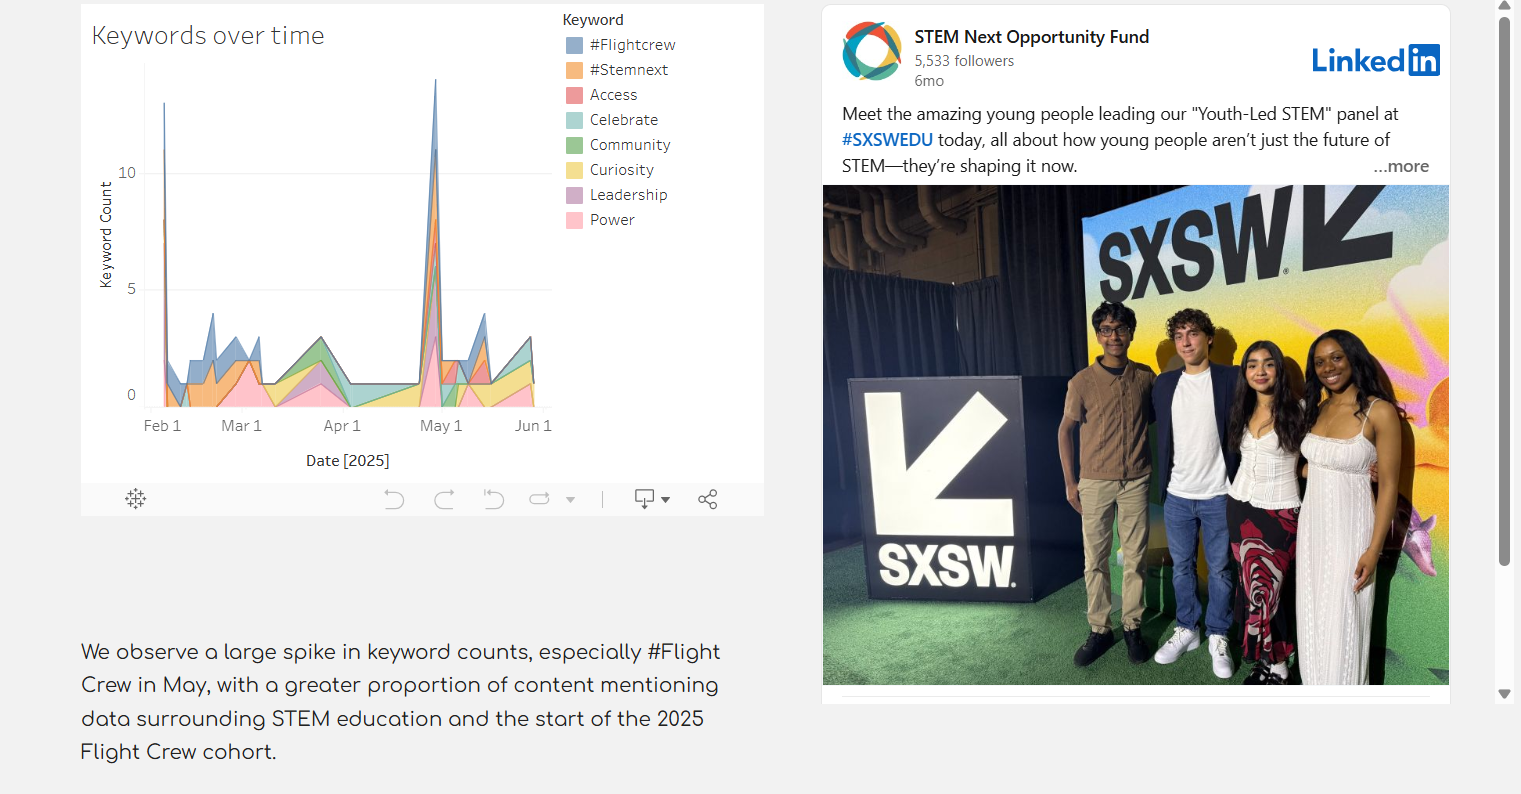 Keywords over time
Keyword
#Flightcrew
#Stemnext
Access
Celebrate
Community
Curiosity
Leadership
Power
Keyword Count
10
5
0
Feb 1
Mar 1
Apr 1
May 1
Jun 1
Date [2025]
We observe a large spike in keyword counts, especially #Flight
Crew in May, with a greater proportion of content mentioning
data surrounding STEM education and the start of the 2025
Flight Crew cohort.
STEM Next Opportunity Fund
5,533 followers
6mo
LinkedIn
Meet the amazing young people leading our "Youth-Led STEM" panel at
#SXSWEDU today, all about how young people aren’t just the future of
STEM—they’re shaping it now.
...more
SXSW
SXSW.